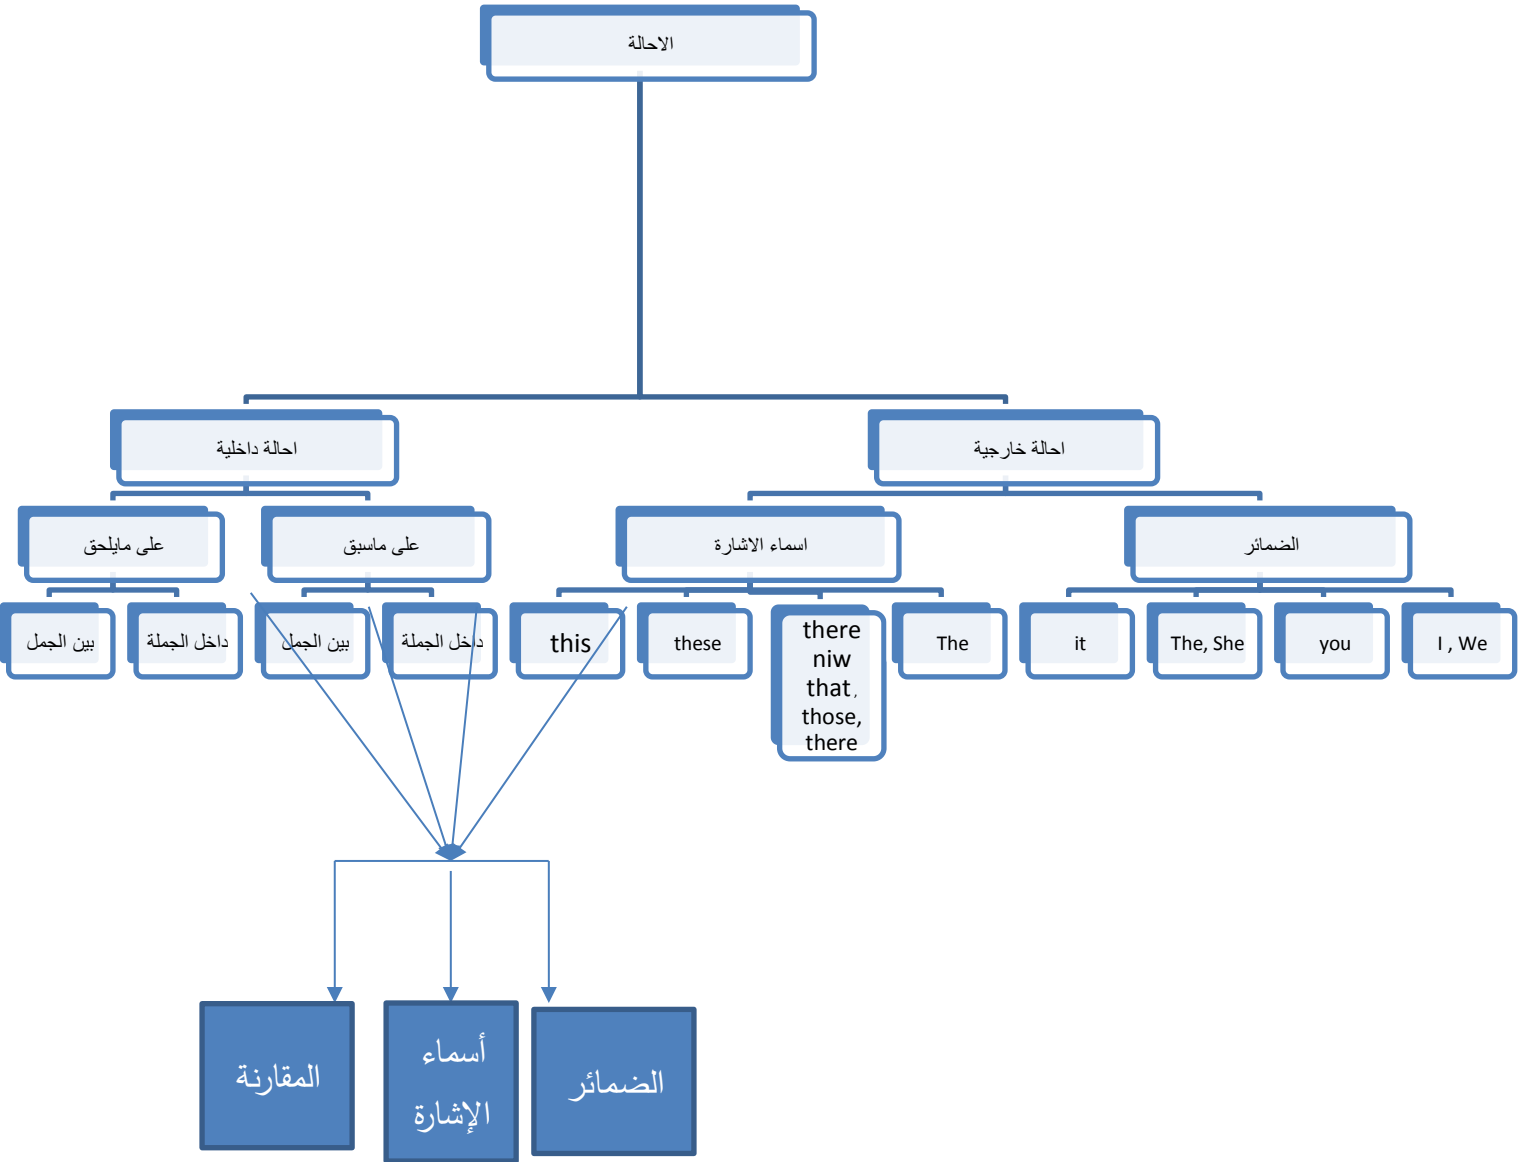 الاحالة
احالة خارجية
احالة داخلية
الضمائر
اسماء الاشارة
على ماسبق
على مايلحق
I , We
you
The, She
it
The
there
niw
that ,
those,
there
these
this
داخل الجملة
بين الجمل
داخل الجملة
بين الجمل
الضمائر
أسماء
الإشارة
المقارنة